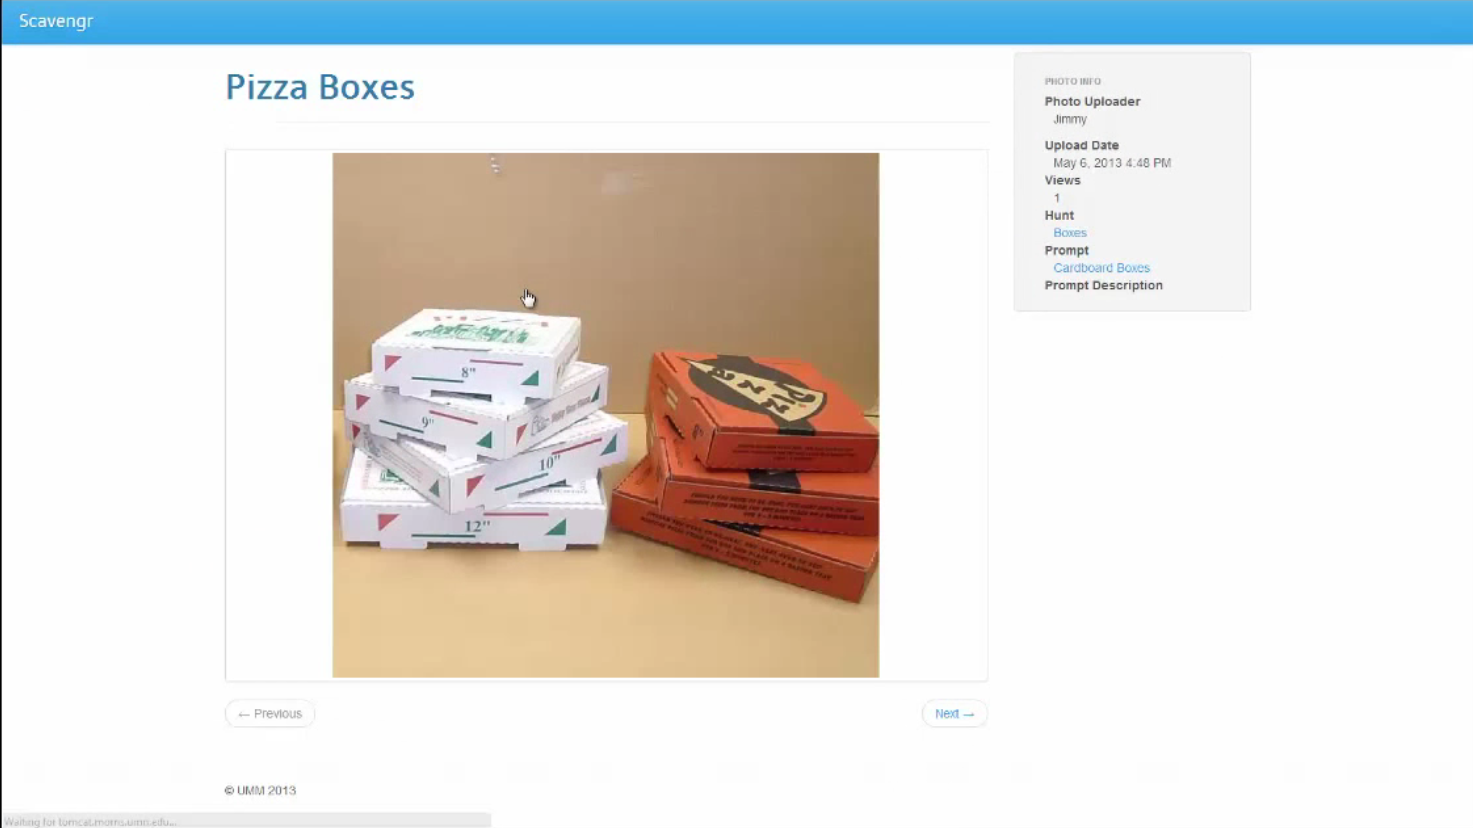 Scavengr
Pizza Boxes
PHOTO INFO
Photo Uploader
Jimmy
Upload Date
May 6, 2013 4:48 PM
Views
1
Hunt
Boxes
Prompt
Cardboard Boxes
Prompt Description
PIZZA
8"
9"
10"
12"
Pizza
8"
← Previous
Next →
© UMM 2013
Waiting for tomcat.morris.umn.edu...